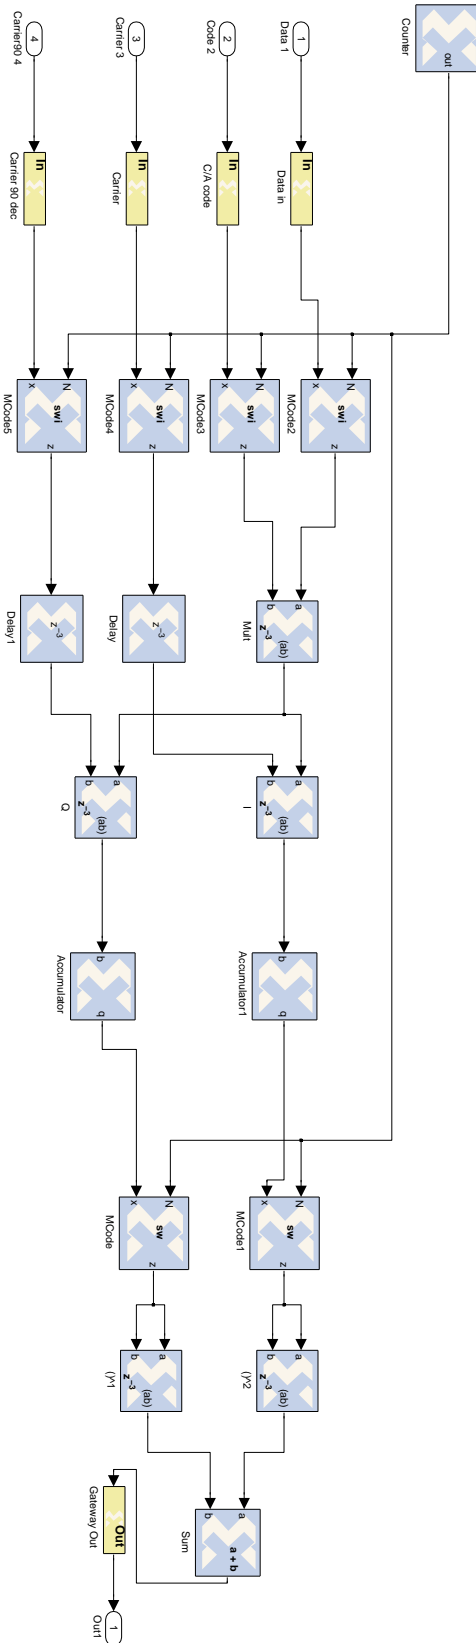 Counter
out
1
Data 1
In
Data in
2
Code 2
In
C/A code
3
Carrier 3
In
Carrier
4
Carrier90 4
In
Carrier 90 dec
N
x
swi
z
MCode2
N
x
swi
z
MCode3
N
x
swi
z
MCode4
N
x
swi
z
MCode5
a
b
(ab)
z⁻³
Mult
z⁻³
Delay
z⁻³
Delay1
a
b
(ab)
z⁻³
I
a
b
(ab)
z⁻³
Q
b
q
Accumulator1
b
q
Accumulator
N
x
sw
z
MCode1
N
x
sw
z
MCode
a
b
(ab)
z⁻³
()^2
a
b
(ab)
z⁻³
()^1
a
b
a + b
Sum
Out
Gateway Out
1
Out1